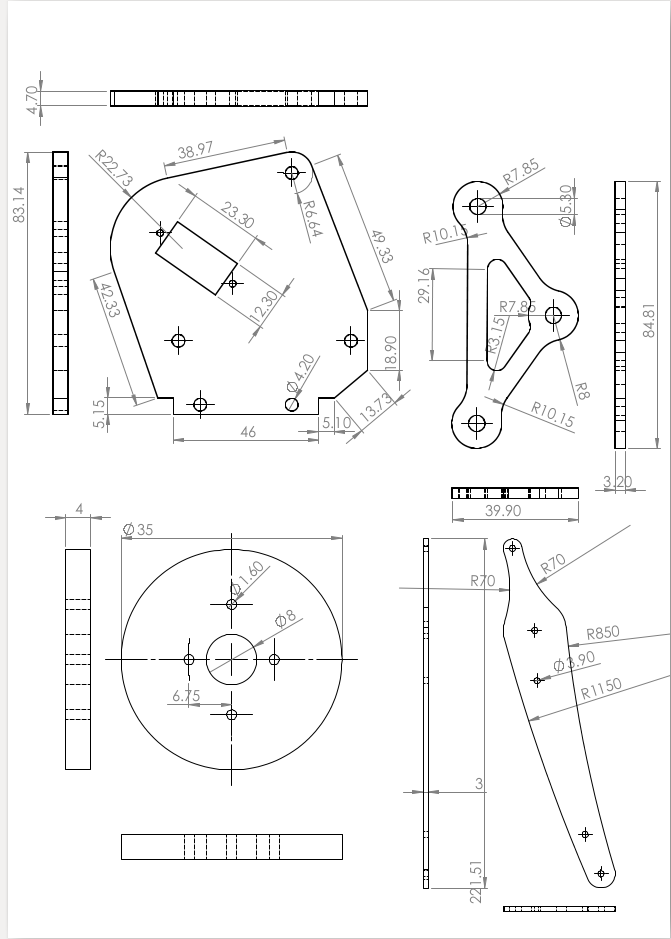 4.70
38.97
R22.73
83.14
23.30
R6.64
49.33
42.33
12.30
18.90
Ø4.20
5.15
46
5.10
13.73
R7.85
Ø5.30
R10.15
29.16
R7.85
R3.15
84.81
R8
R10.15
3.20
39.90
4
Ø35
Ø1.60
Ø8
6.75
R70
R70
R850
Ø3.90
R1150
3
221.51